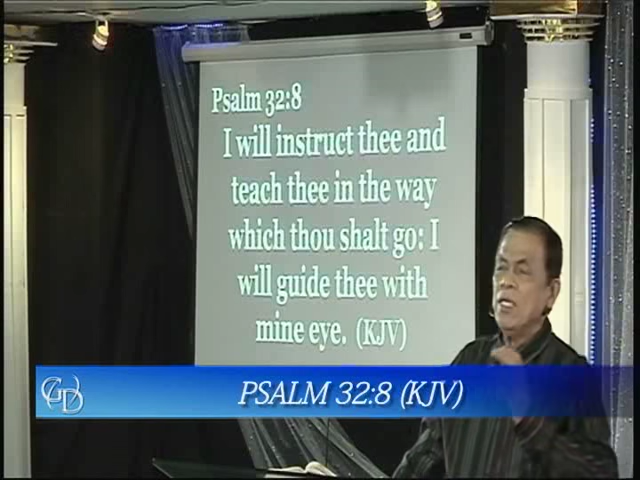 Psalm 32:8
I will instruct thee and
teach thee in the way
which thou shalt go: I
will guide thee with
mine eye. (KJV)
GD PSALM 32:8 (KJV)